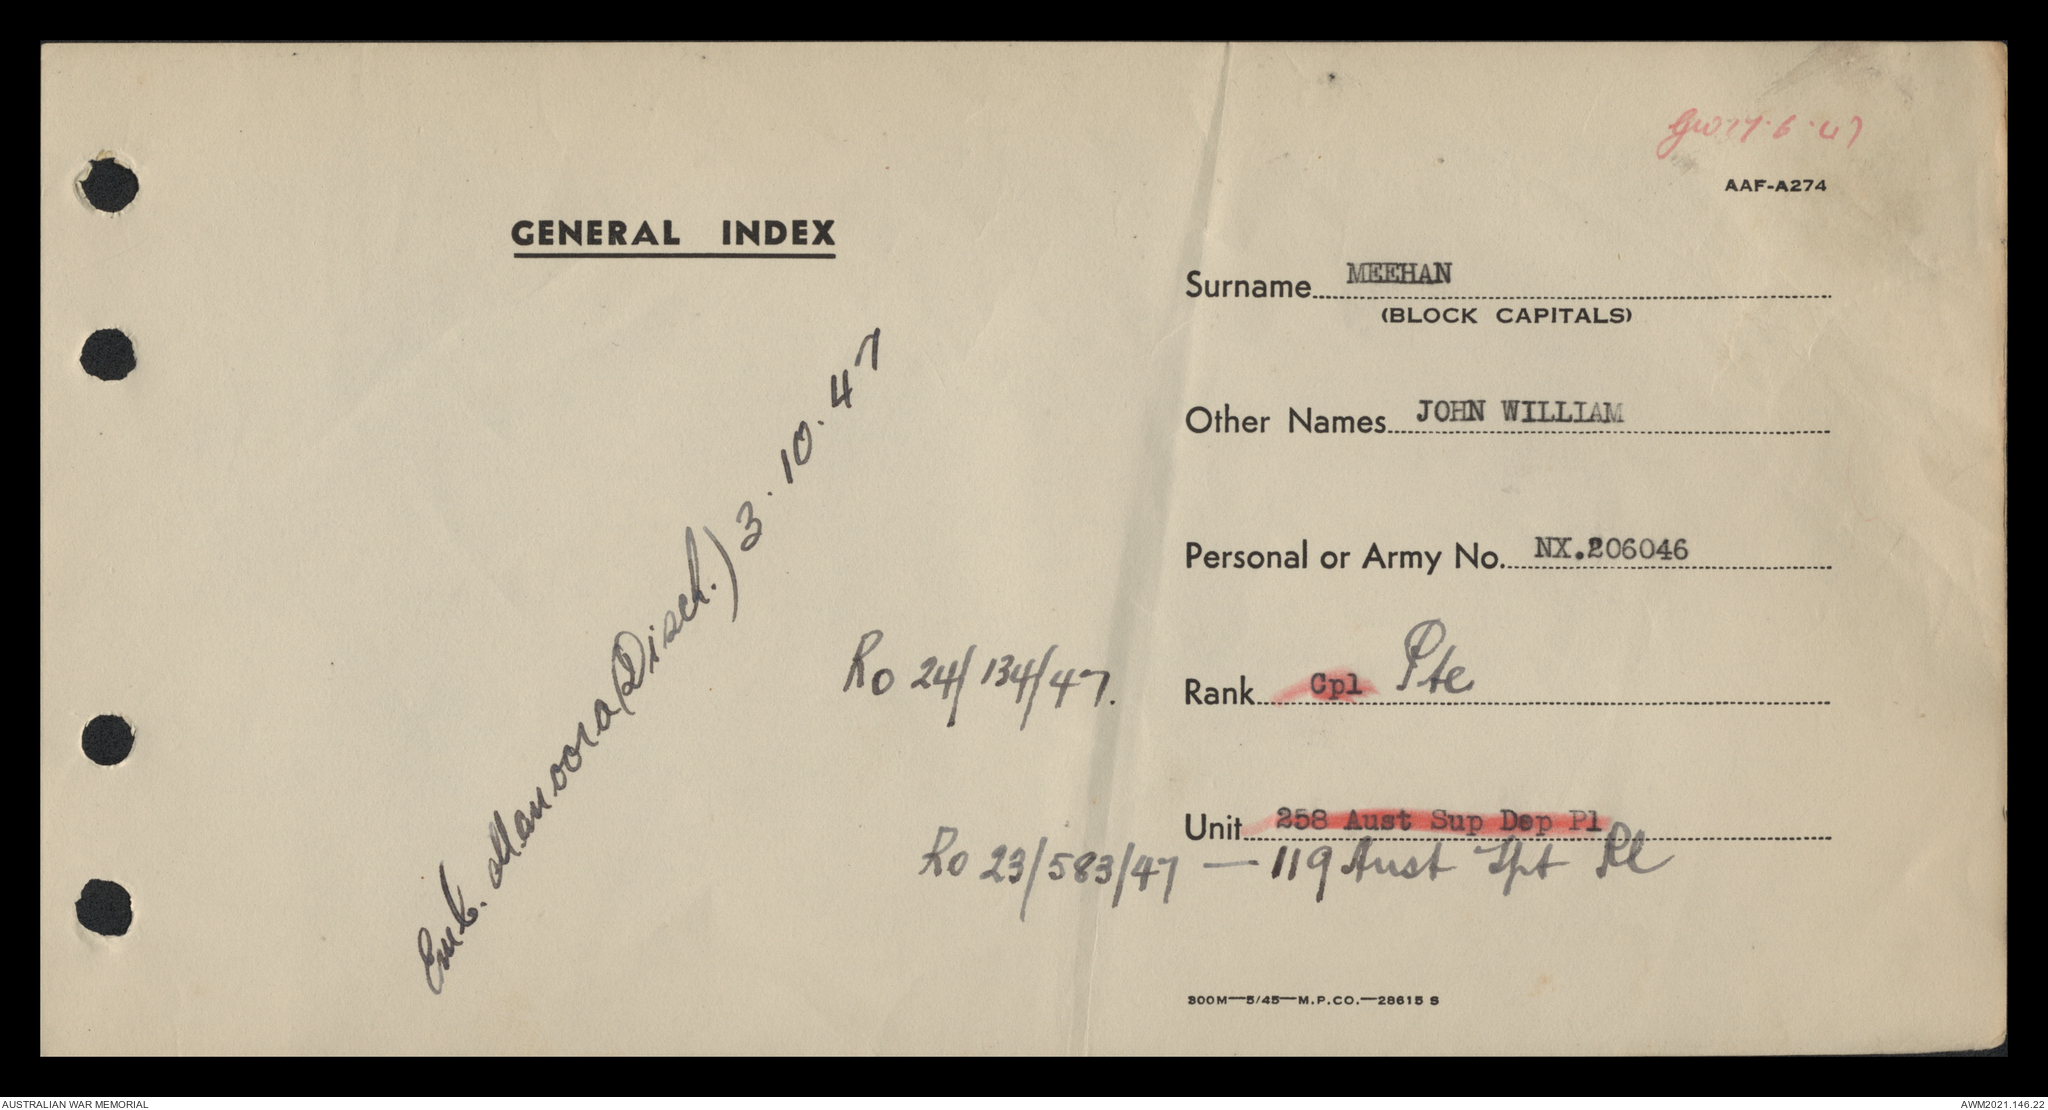 GW 17.6.47
AAF-A274
GENERAL INDEX
Surname MEEHAN
(BLOCK CAPITALS)
Other Names JOHN WILLIAM
Personal or Army No. NX.206046
Ro 24/134/47. Rank Cpl Pte
Unit 258 Aust Sup Dep Pl
Ro 23/583/47 — 119 Aust Tpt Pl
Emb. Manoora (Disch.) 3.10.47
300M—5/45—M.P.CO.—28615 S
AUSTRALIAN WAR MEMORIAL
AWM2021.146.22